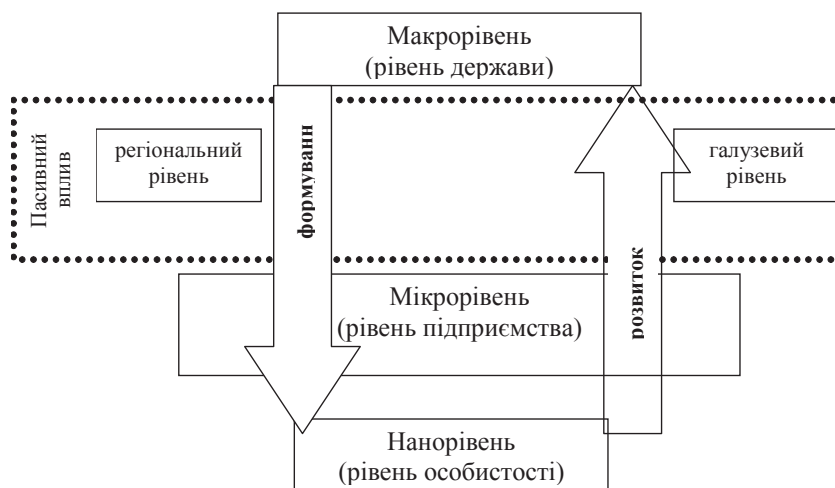 Макрорівень
(рівень держави)
Пасивний
вплив
регіональний
рівень
формуванн
галузевий
рівень
розвиток
Мікрорівень
(рівень підприємства)
Нанорівень
(рівень особистості)